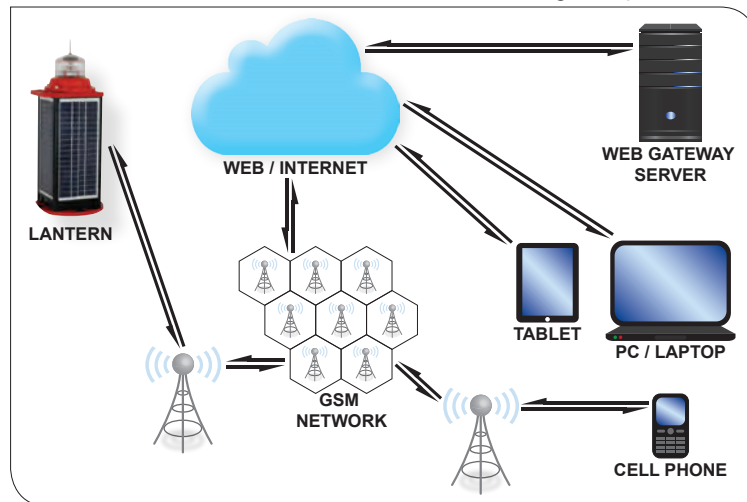 WEB / INTERNET
WEB GATEWAY
SERVER
LANTERN
TABLET
PC / LAPTOP
GSM
NETWORK
CELL PHONE